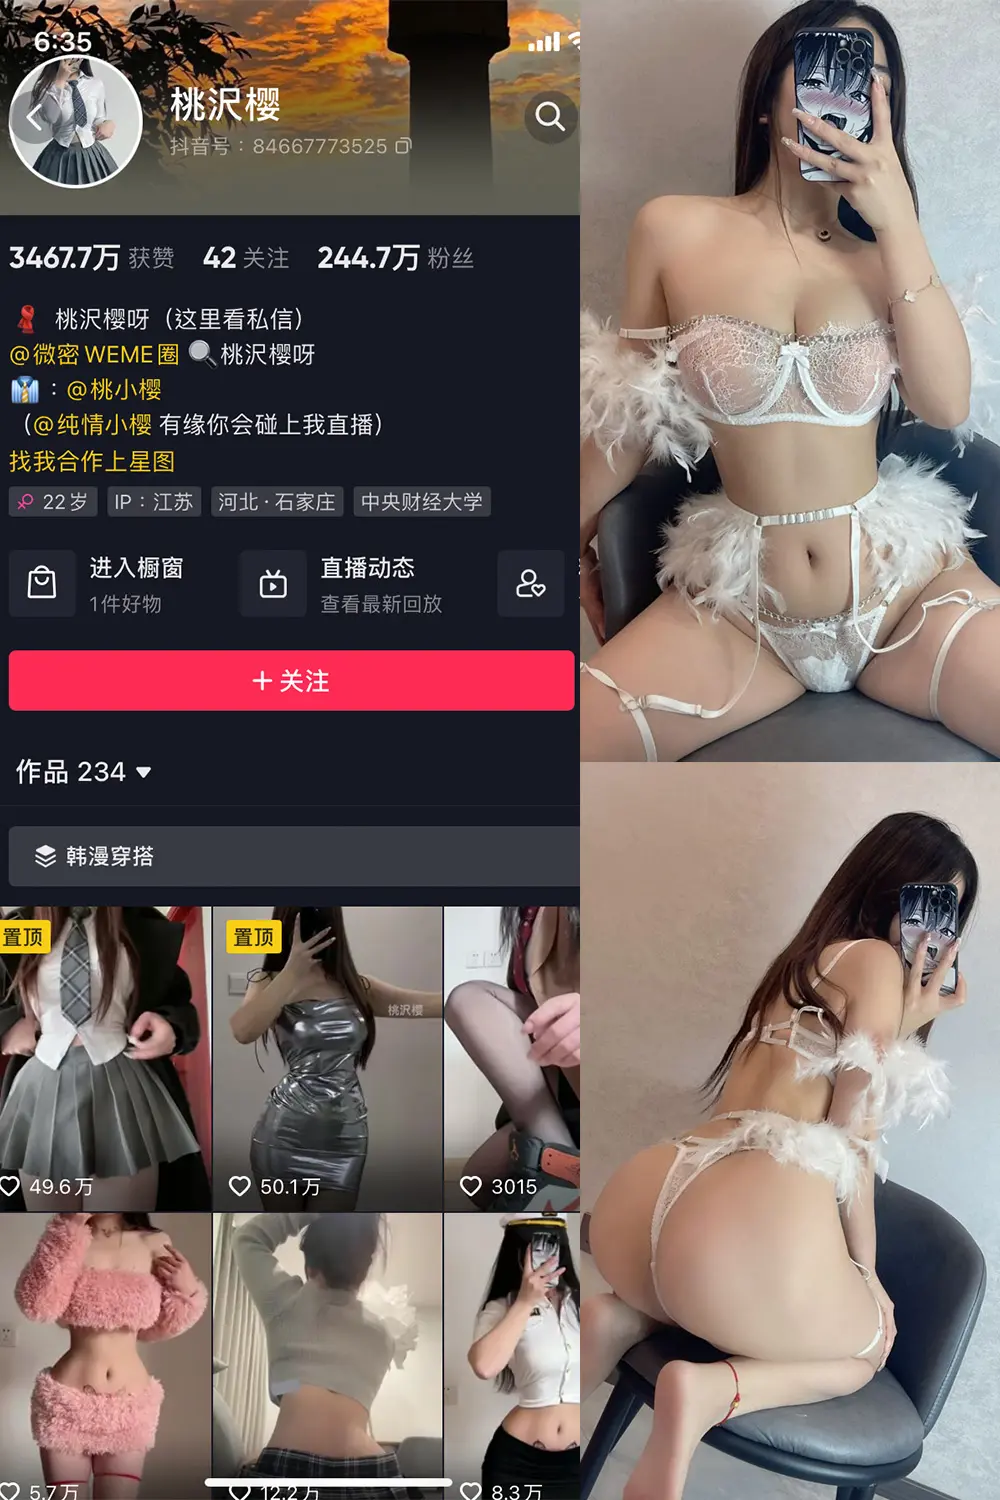 6:35
桃沢樱
抖音号：84667773525
3467.7万 获赞 42 关注 244.7万 粉丝
桃沢樱呀（这里看私信）
@微密WEME圈 🔍桃沢樱呀
👔：@桃小樱
（@纯情小樱 有缘你会碰上我直播）
找我合作上星图
22岁 IP：江苏 河北·石家庄 中央财经大学
进入橱窗 直播动态
1件好物 查看最新回放
+ 关注
作品 234
韩漫穿搭
置顶 置顶
桃沢樱
49.6万 50.1万 3015
5.7万 12.2万 8.3万